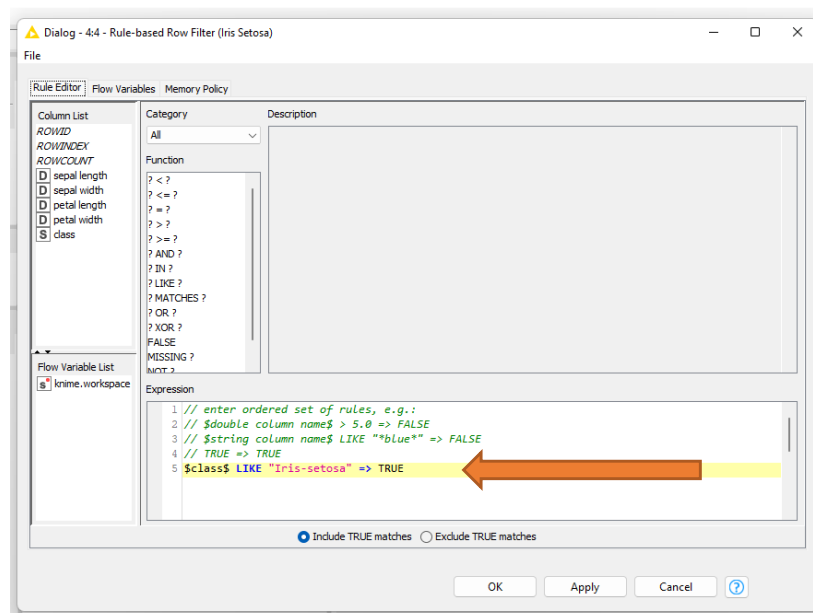 Dialog - 4:4 - Rule-based Row Filter (Iris Setosa)
File
Rule Editor Flow Variables Memory Policy
Column List
ROWID
ROWINDEX
ROWCOUNT
D sepal length
D sepal width
D petal length
D petal width
S class
Category
All
Function
? < ?
? <= ?
? = ?
? > ?
? >= ?
? AND ?
? IN ?
? LIKE ?
? MATCHES ?
? OR ?
? XOR ?
FALSE
MISSING ?
NOT ?
Description
Flow Variable List
s knime.workspace
Expression
1 // enter ordered set of rules, e.g.:
2 // $double column name$ > 5.0 => FALSE
3 // $string column name$ LIKE "*blue*" => FALSE
4 // TRUE => TRUE
5 $class$ LIKE "Iris-setosa" => TRUE
Include TRUE matches Exclude TRUE matches
OK Apply Cancel ?